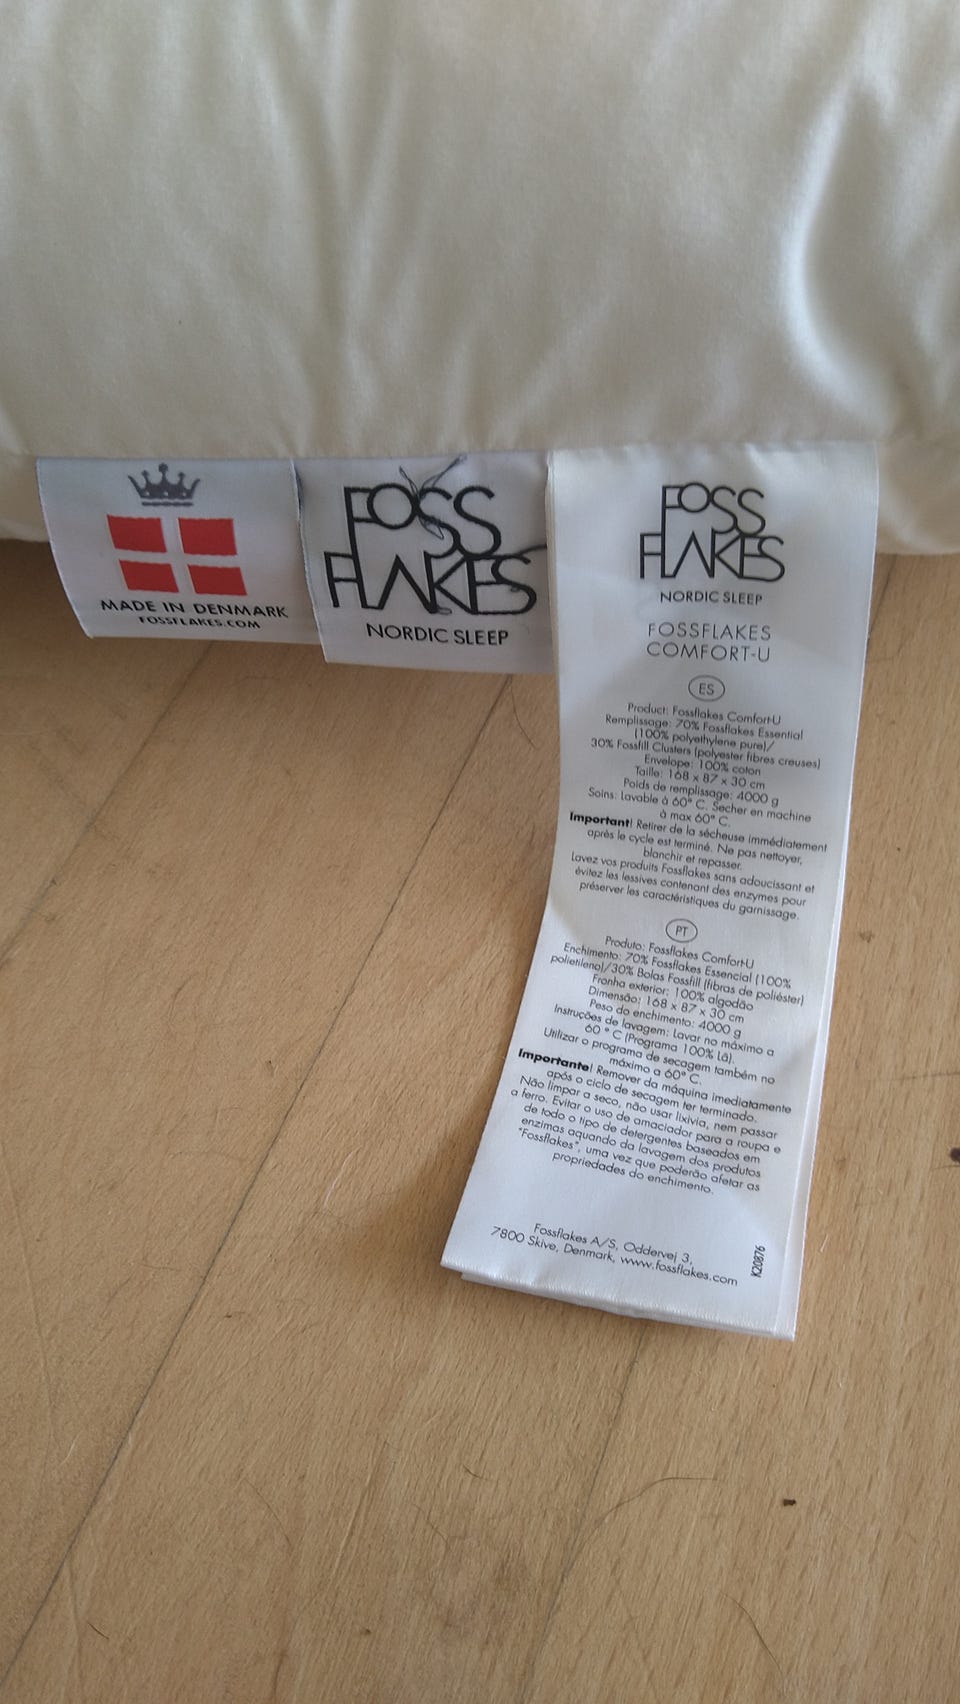 MADE IN DENMARK
FOSSFLAKES.COM
FOSS
FLAKES
NORDIC SLEEP
FOSS
FLAKES
NORDIC SLEEP
FOSSFLAKES
COMFORT-U
ES
Product: Fossflakes Comfort-U
Remplissage: 70% Fossflakes Essential
(100% polyethylene pure)/
30% Fossfill Clusters (polyester fibres creuses)
Envelope: 100% coton
Taille: 168 x 87 x 30 cm
Poids de remplissage: 4000 g
Soins: Lavable à 60° C. Secher en machine
à max 60° C.
Important! Retirer de la sécheuse immédiatement
après le cycle est terminé. Ne pas nettoyer,
blanchir et repasser.
Lavez vos produits Fossflakes sans adoucissant et
évitez les lessives contenant des enzymes pour
préserver les caractéristiques du garnissage.
PT
Produto: Fossflakes Comfort-U
Enchimento: 70% Fossflakes Essencial (100%
polietileno)/30% Bolas Fossfill (fibras de poliéster)
Fronha exterior: 100% algodão
Dimensão: 168 x 87 x 30 cm
Peso do enchimento: 4000 g
Instruções de lavagem: Lavar no máximo a
60 ° C (Programa 100% Lã).
Utilizar o programa de secagem também no
máximo a 60° C.
Importante! Remover da máquina imediatamente
após o ciclo de secagem ter terminado.
Não limpar a seco, não usar lixívia, nem passar
a ferro. Evitar o uso de amaciador para a roupa e
de todo o tipo de detergentes baseados em
enzimas aquando da lavagem dos produtos
"Fossflakes", uma vez que poderão afetar as
propriedades do enchimento.
Fossflakes A/S, Oddervej 3,
7800 Skive, Denmark, www.fossflakes.com
K20876